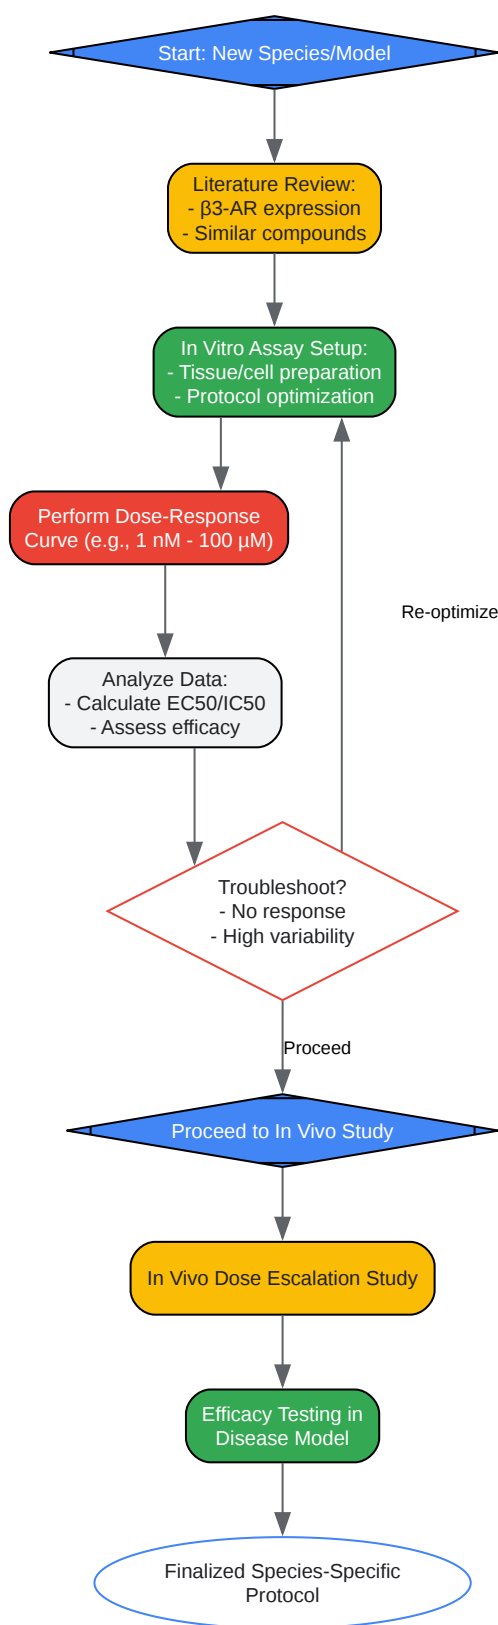 Start: New Species/Model
Literature Review:
- β3-AR expression
- Similar compounds
In Vitro Assay Setup:
- Tissue/cell preparation
- Protocol optimization
Perform Dose-Response
Curve (e.g., 1 nM - 100 µM)
Re-optimize
Analyze Data:
- Calculate EC50/IC50
- Assess efficacy
Troubleshoot?
- No response
- High variability
Proceed
Proceed to In Vivo Study
In Vivo Dose Escalation Study
Efficacy Testing in
Disease Model
Finalized Species-Specific
Protocol